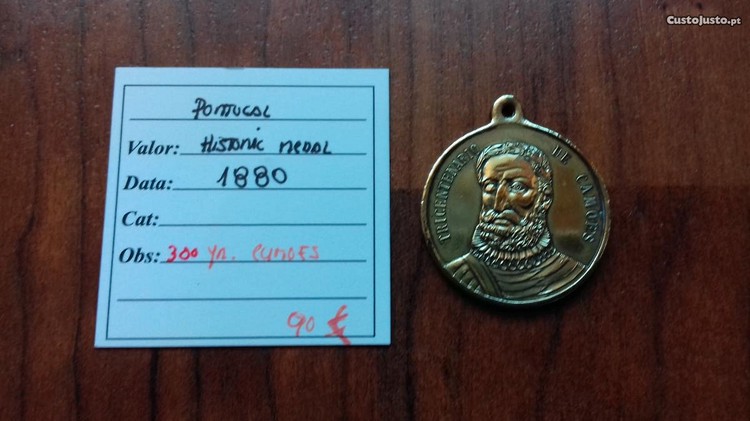 CustoJusto.pt
PORTUGAL
Valor: HISTORIC MEDAL
Data: 1880
Cat:
Obs: 300 YR. CAMOES
90 €
TRICENTENARIO DE CAMÕES